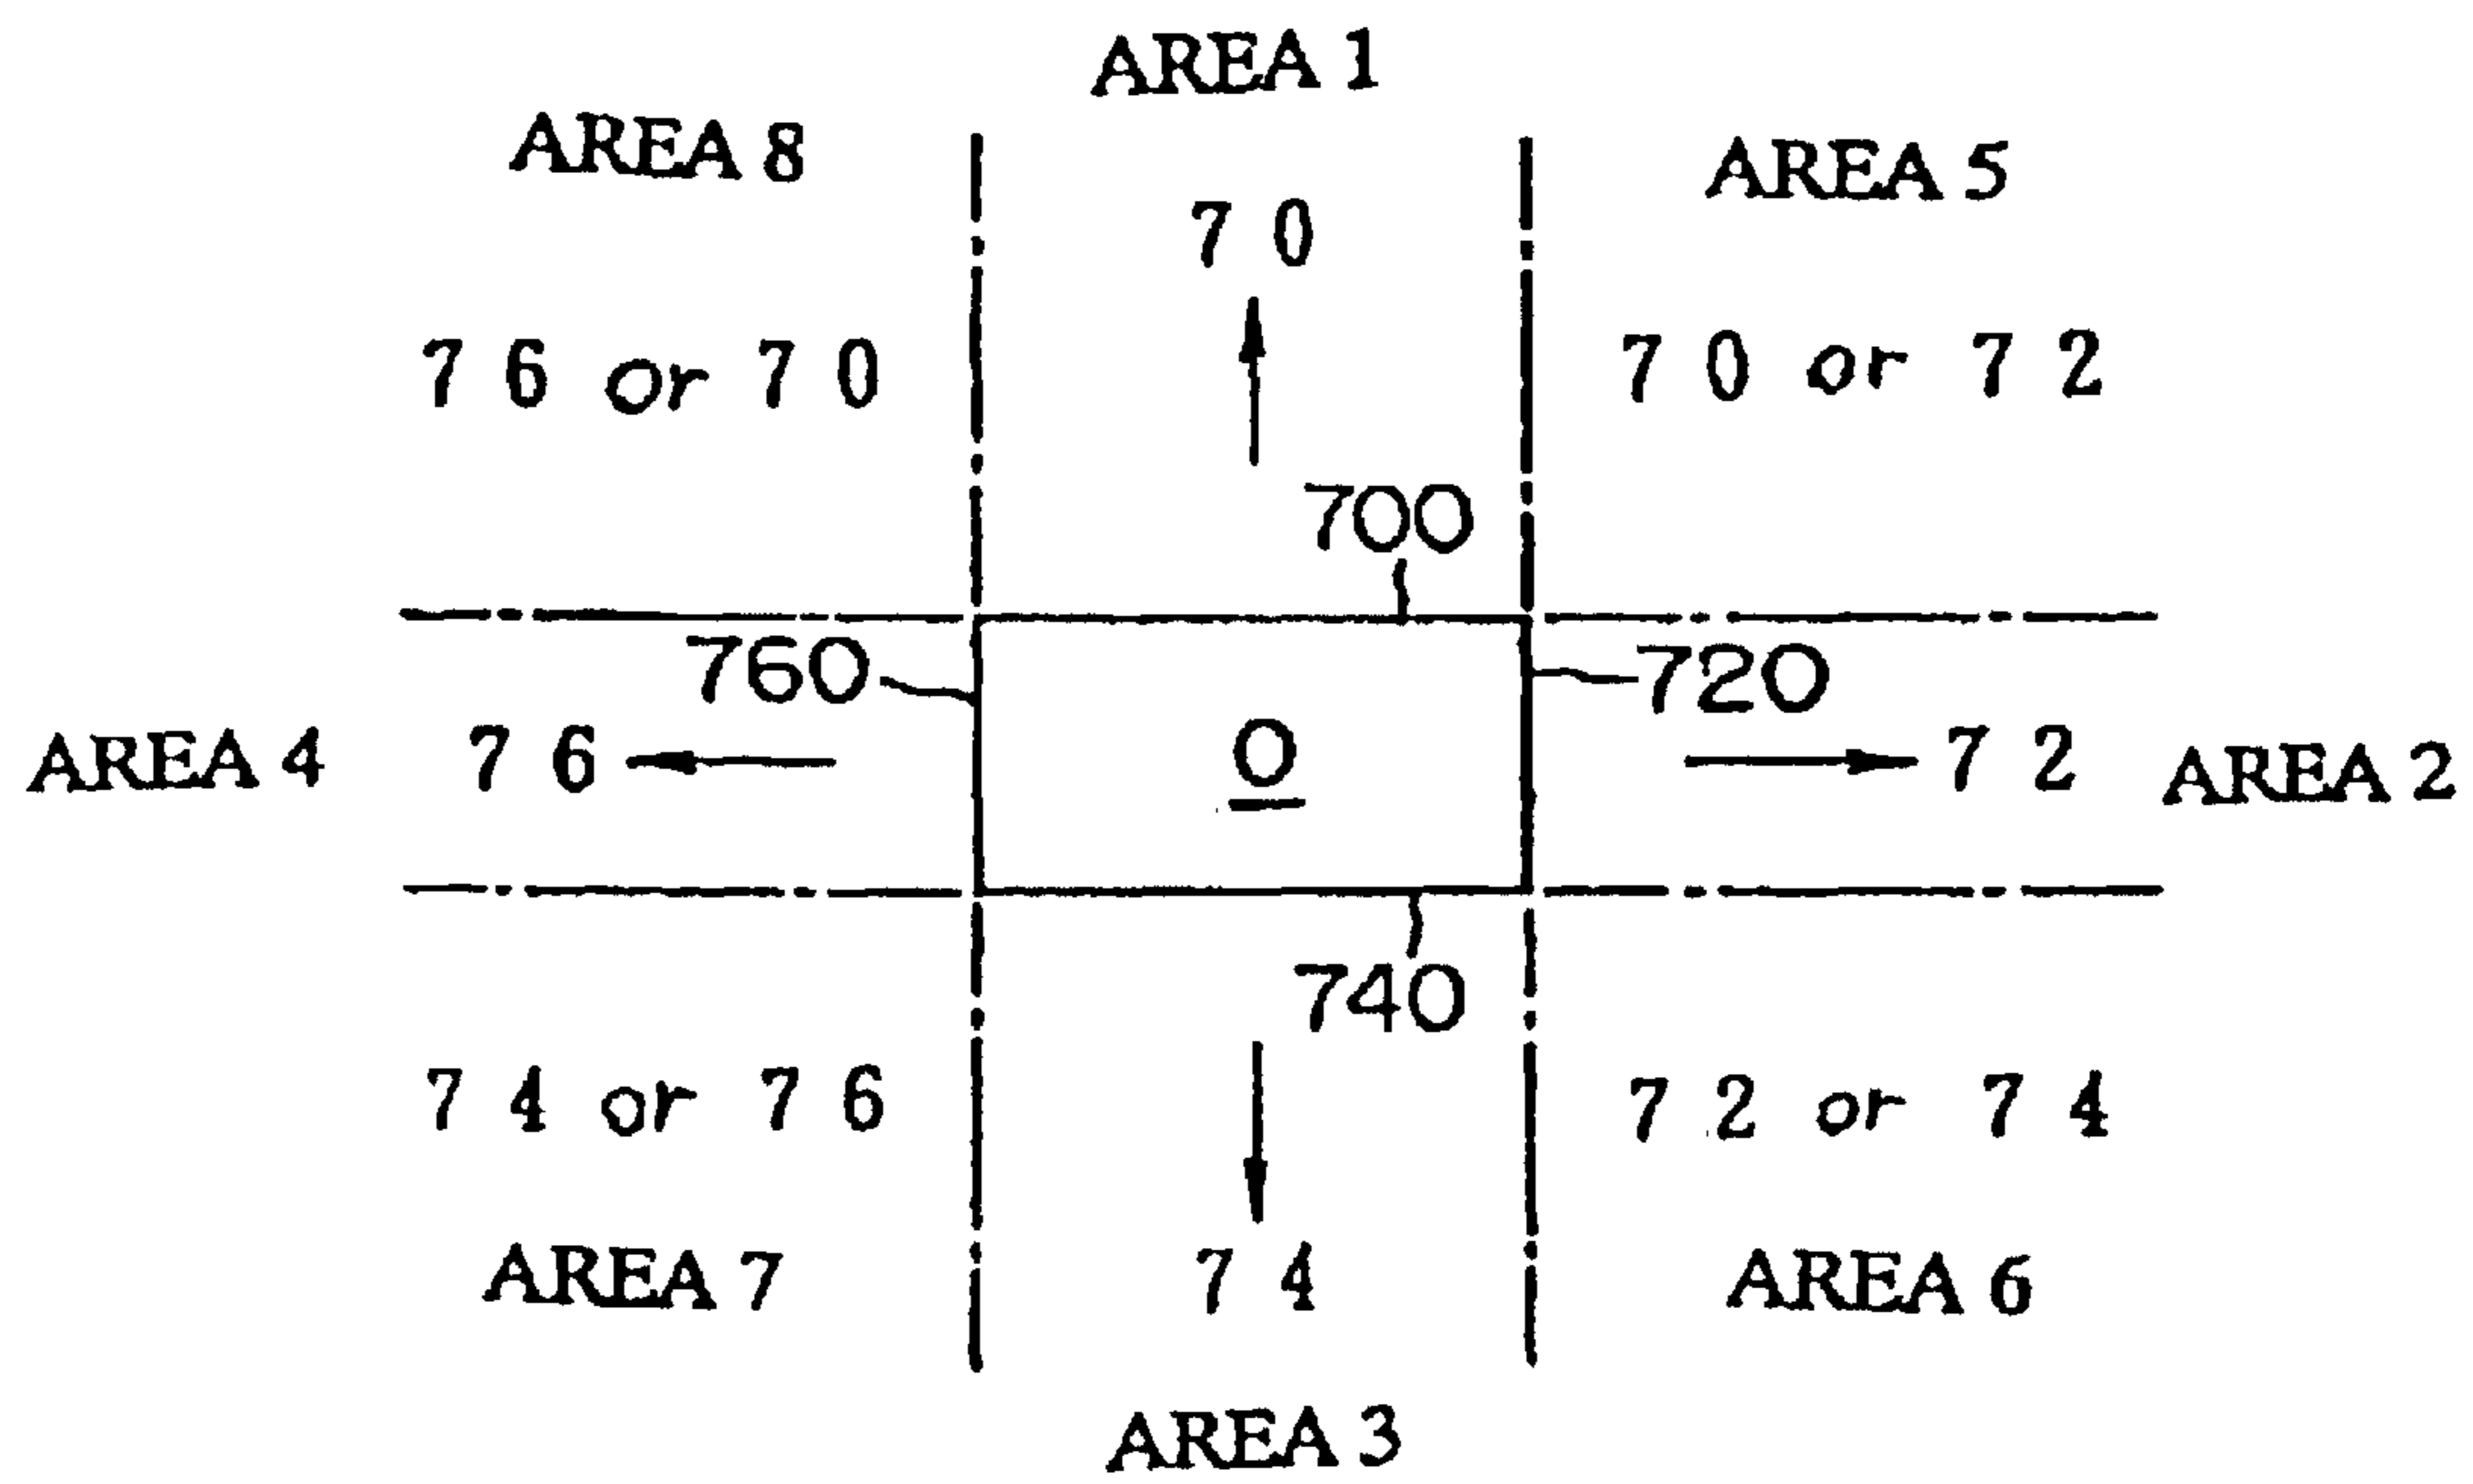 AREA 1
AREA 8
AREA 5
7 0
7 6 or 7 0
7 0 or 7 2
700
760
720
AREA 4
7 6
O
7 2
AREA 2
740
7 4 or 7 6
7 2 or 7 4
AREA 7
7 4
AREA 6
AREA 3